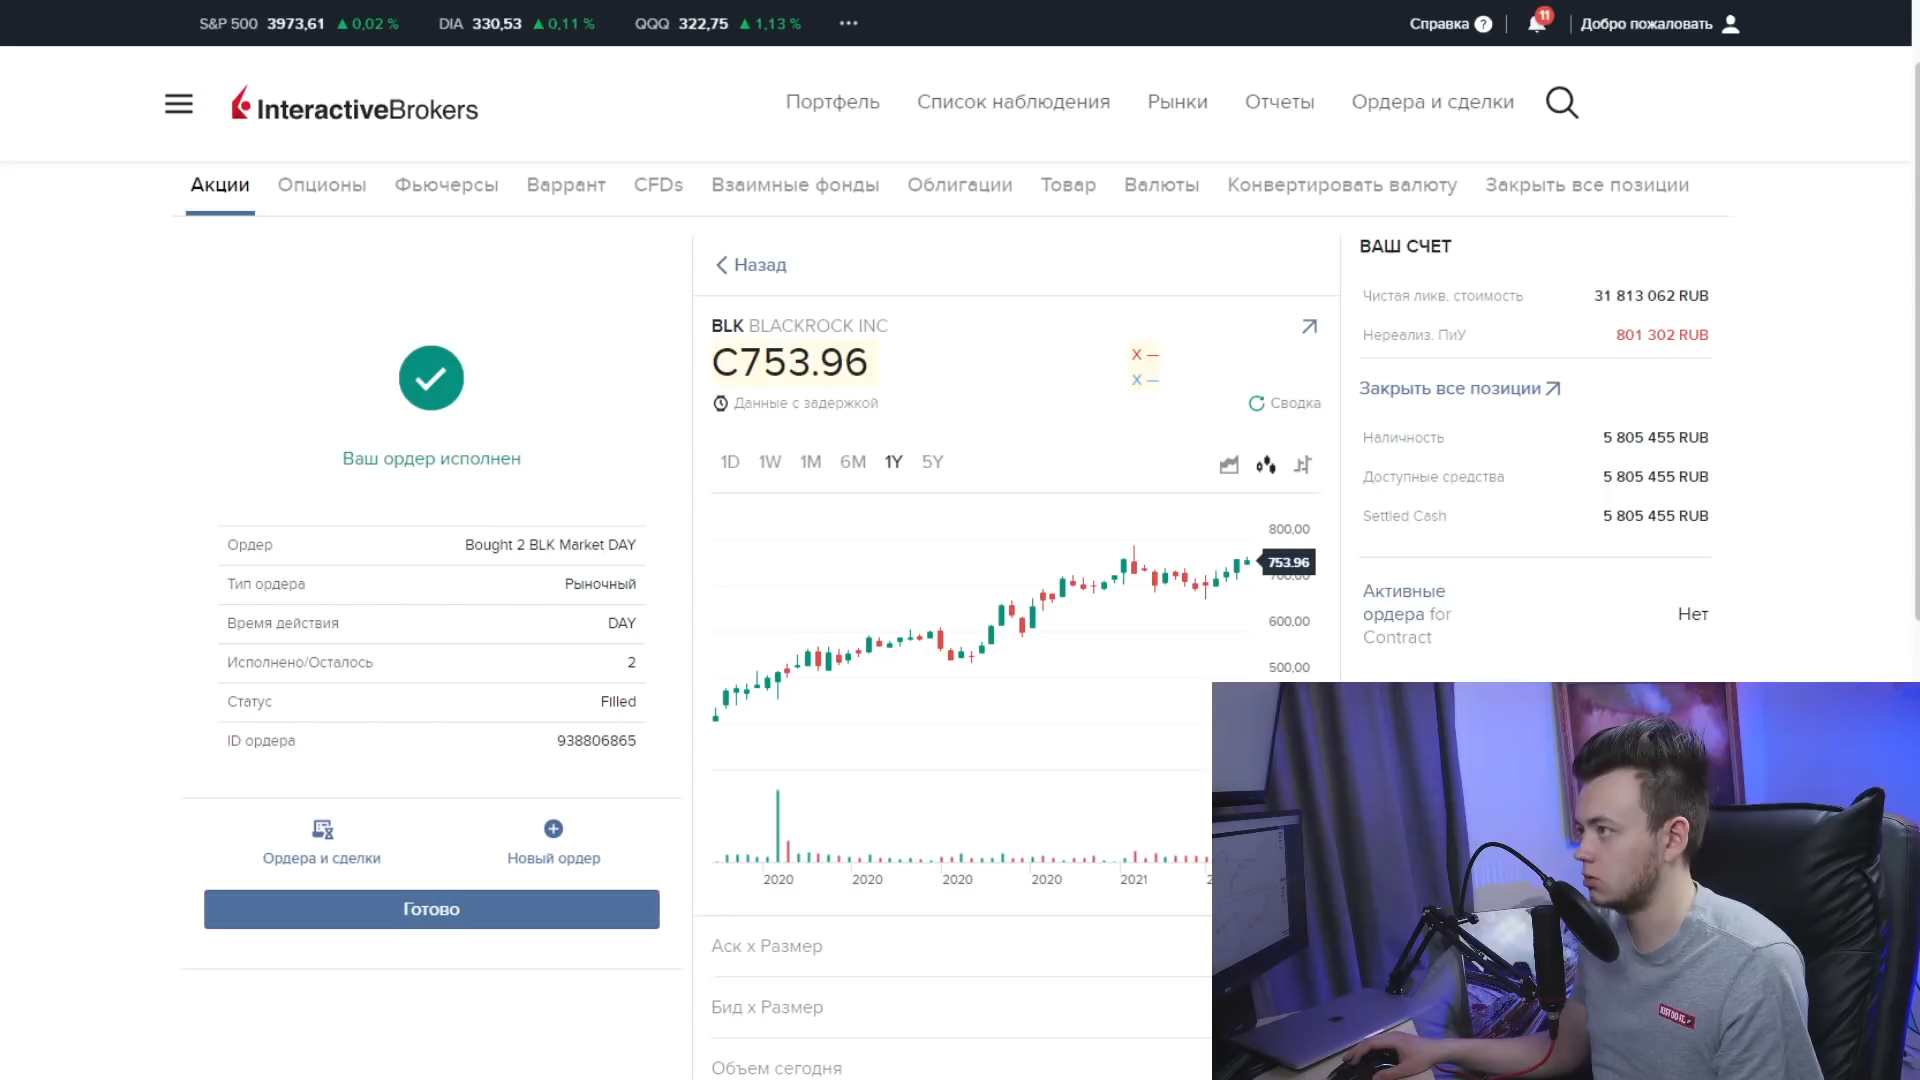 S&P 500 3973,61 ▲ 0,02 % DIA 330,53 ▲ 0,11 % QQQ 322,75 ▲ 1,13 % •••
Справка ? 11 Добро пожаловать
InteractiveBrokers
Портфель Список наблюдения Рынки Отчеты Ордера и сделки
Акции Опционы Фьючерсы Варрант CFDs Взаимные фонды Облигации Товар Валюты Конвертировать валюту Закрыть все позиции
Ваш ордер исполнен
Ордер Bought 2 BLK Market DAY
Тип ордера Рыночный
Время действия DAY
Исполнено/Осталось 2
Статус Filled
ID ордера 938806865
Ордера и сделки
Новый ордер
Готово
Назад
BLK BLACKROCK INC
C753.96
X —
X —
Данные с задержкой
Сводка
1D 1W 1M 6M 1Y 5Y
800,00
753.96
700,00
600,00
500,00
2020 2020 2020 2020 2021
Аск x Размер
Бид x Размер
Объем сегодня
ВАШ СЧЕТ
Чистая ликв. стоимость 31 813 062 RUB
Нереализ. ПиУ 801 302 RUB
Закрыть все позиции
Наличность 5 805 455 RUB
Доступные средства 5 805 455 RUB
Settled Cash 5 805 455 RUB
Активные
ордера for
Contract
Нет
JUST DO IT.